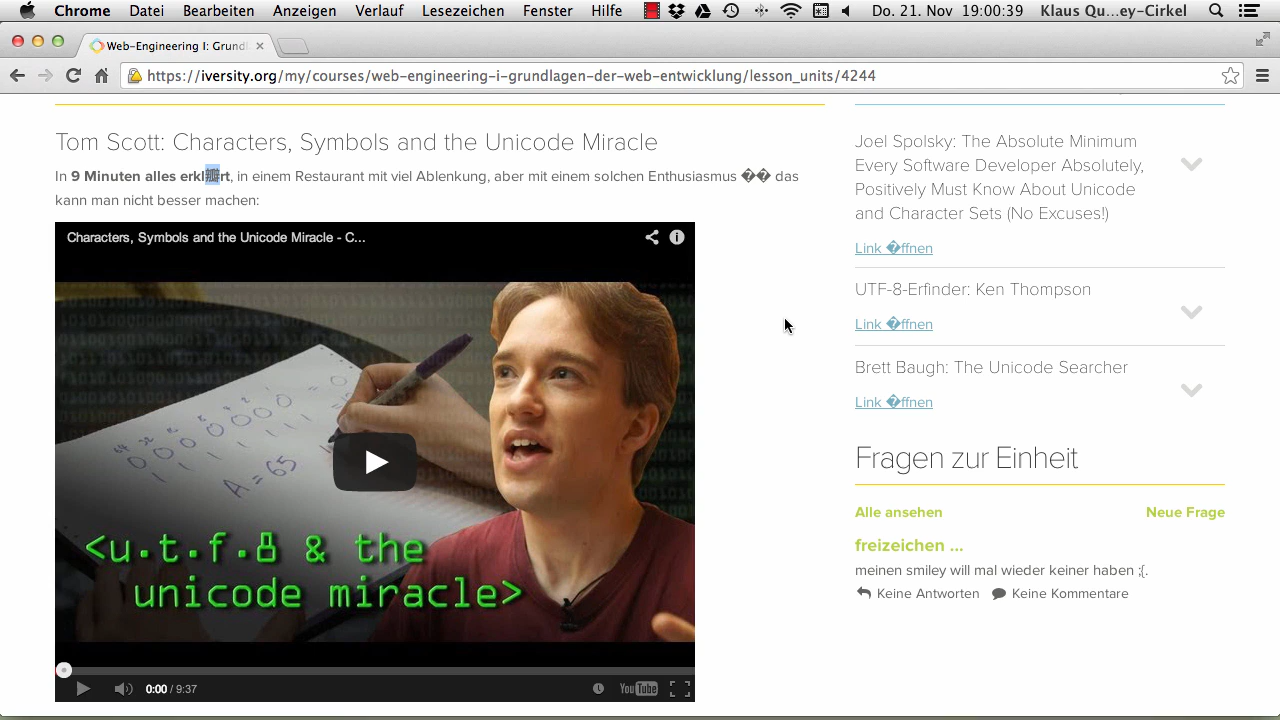 Chrome Datei Bearbeiten Anzeigen Verlauf Lesezeichen Fenster Hilfe Do. 21. Nov 19:00:39 Klaus Qu...ey-Cirkel
Web-Engineering I: Grundl
https://iversity.org/my/courses/web-engineering-i-grundlagen-der-web-entwicklung/lesson_units/4244
Tom Scott: Characters, Symbols and the Unicode Miracle
In 9 Minuten alles, in einem Restaurant mit viel Ablenkung, aber mit einem solchen Enthusiasmus �� das
kann man nicht besser machen:
Characters, Symbols and the Unicode Miracle - C...
A = 65
<u.t.f.8 & the
unicode miracle>
0:00 / 9:37
YouTube
Joel Spolsky: The Absolute Minimum
Every Software Developer Absolutely,
Positively Must Know About Unicode
and Character Sets (No Excuses!)
Link �ffnen
UTF-8-Erfinder: Ken Thompson
Link �ffnen
Brett Baugh: The Unicode Searcher
Link �ffnen
Fragen zur Einheit
Alle ansehen Neue Frage
freizeichen ...
meinen smiley will mal wieder keiner haben ;{.
Keine Antworten Keine Kommentare